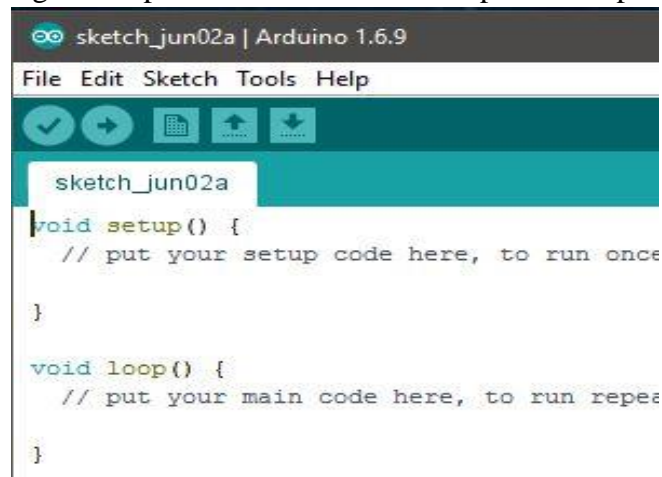 sketch_jun02a | Arduino 1.6.9
File Edit Sketch Tools Help
sketch_jun02a
void setup() {
// put your setup code here, to run once
}
void loop() {
// put your main code here, to run repea
}